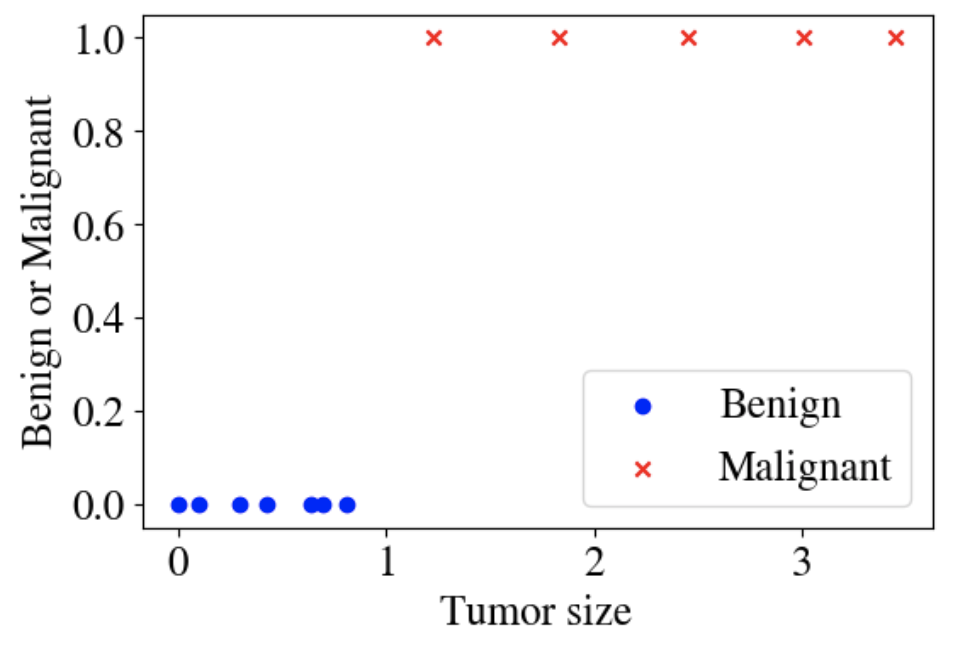 1.0
0.8
0.6
0.4
0.2
0.0
Benign or Malignant
Benign
Malignant
0 1 2 3
Tumor size